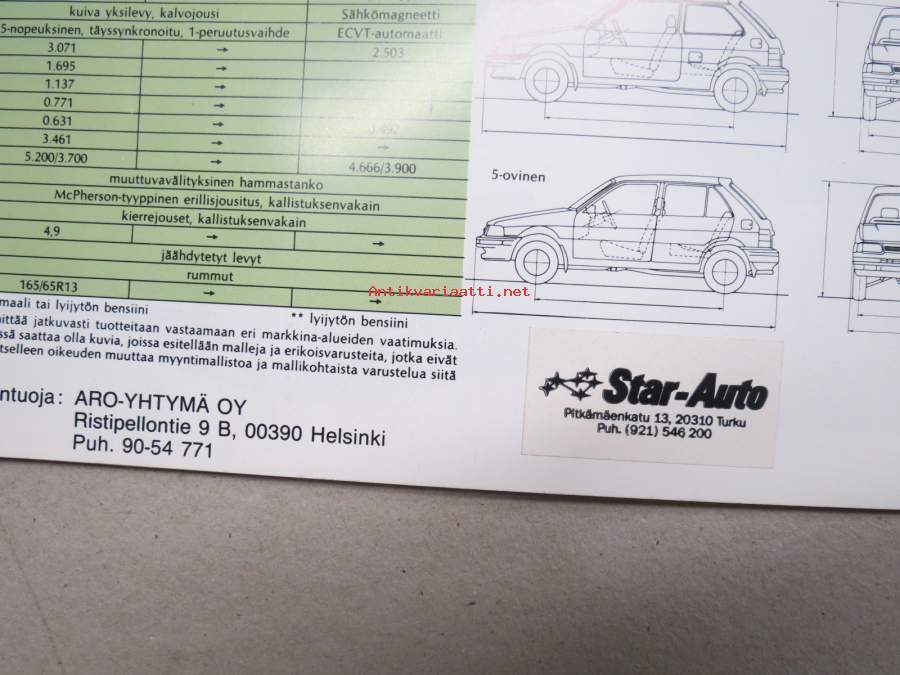 kuiva yksilevy, kalvojousi Sähkömagneetti
5-nopeuksinen, täyssynkronoitu, 1-peruutusvaihde ECVT-automaatti
3.071 → 2.503
1.695 →
1.137 →
0.771 →
0.631 → 0.497
3.461 → →
5.200/3.700 4.666/3.900
muuttuvavälityksinen hammastanko
McPherson-tyyppinen erillisjousitus, kallistuksenvakain
kierrejouset, kallistuksenvakain
4,9 → →
jäähdytetyt levyt
rummut
165/65R13 → →
maali tai lyijytön bensiini ** lyijytön bensiini
ittää jatkuvasti tuotteitaan vastaamaan eri markkina-alueiden vaatimuksia.
ssä saattaa olla kuvia, joissa esitellään malleja ja erikoisvarusteita, jotka eivät
tselleen oikeuden muuttaa myyntimallistoa ja mallikohtaista varustelua siitä
ntuoja: ARO-YHTYMÄ OY
Ristipellontie 9 B, 00390 Helsinki
Puh. 90-54 771
5-ovinen
Antikvariaatti.net
Star-Auto
Pitkämäenkatu 13, 20310 Turku
Puh. (921) 546 200